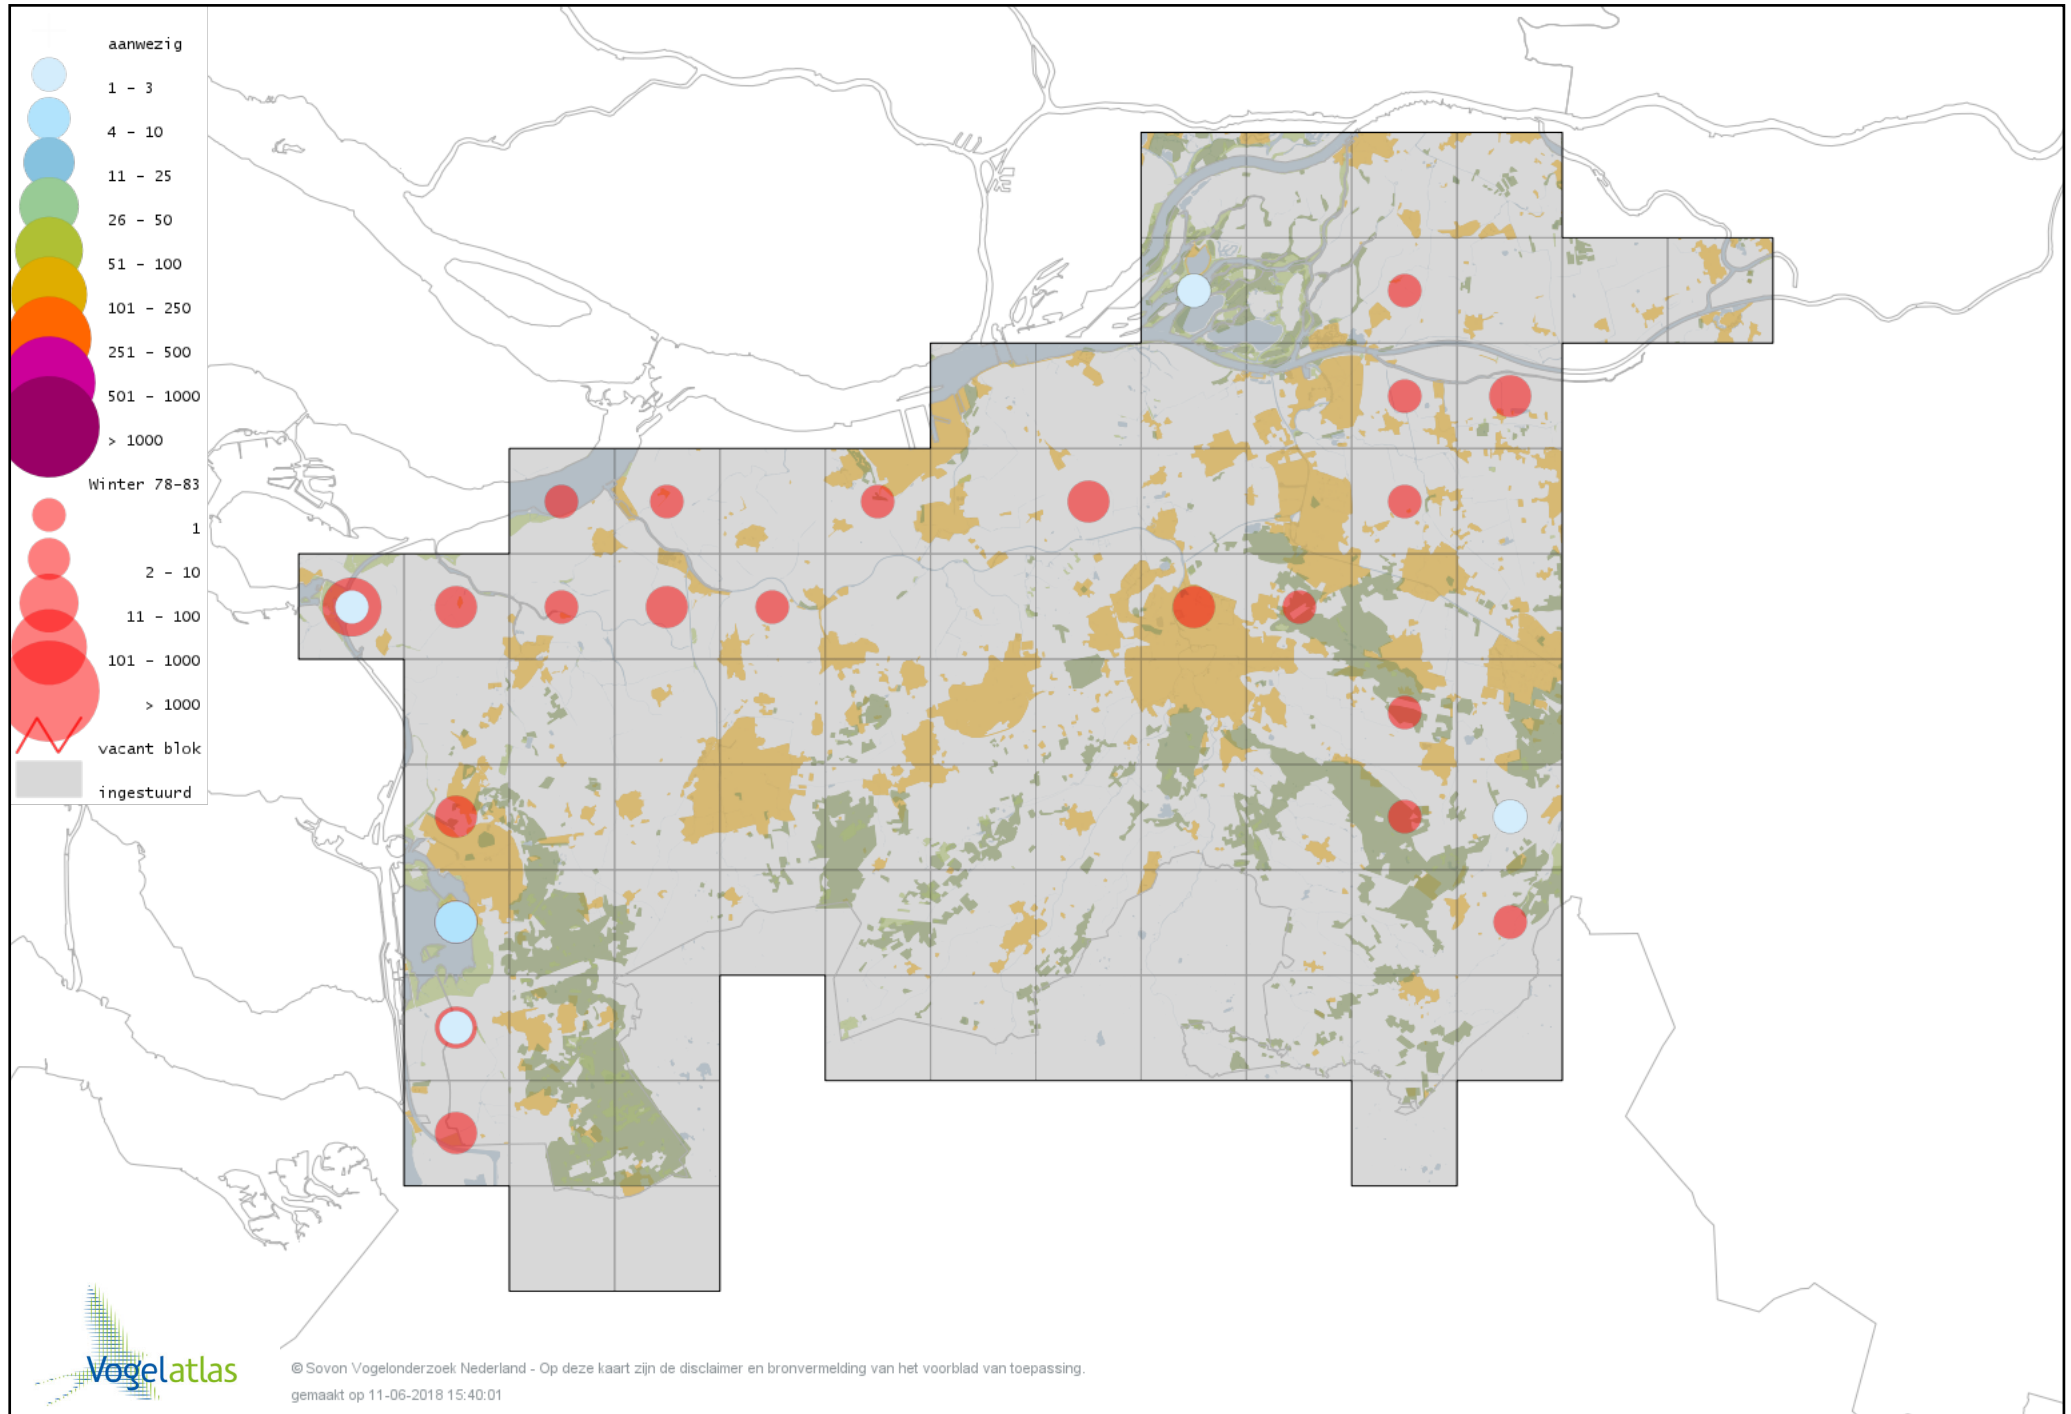 aanwezig
1 – 3
4 – 10
11 – 25
26 – 50
51 – 100
101 – 250
251 – 500
501 – 1000
> 1000
Winter 78-83
1
2 – 10
11 – 100
101 – 1000
> 1000
vacant blok
ingestuurd
Vogelatlas
© Sovon Vogelonderzoek Nederland - Op deze kaart zijn de disclaimer en bronvermelding van het voorblad van toepassing.
gemaakt op 11-06-2018 15:40:01